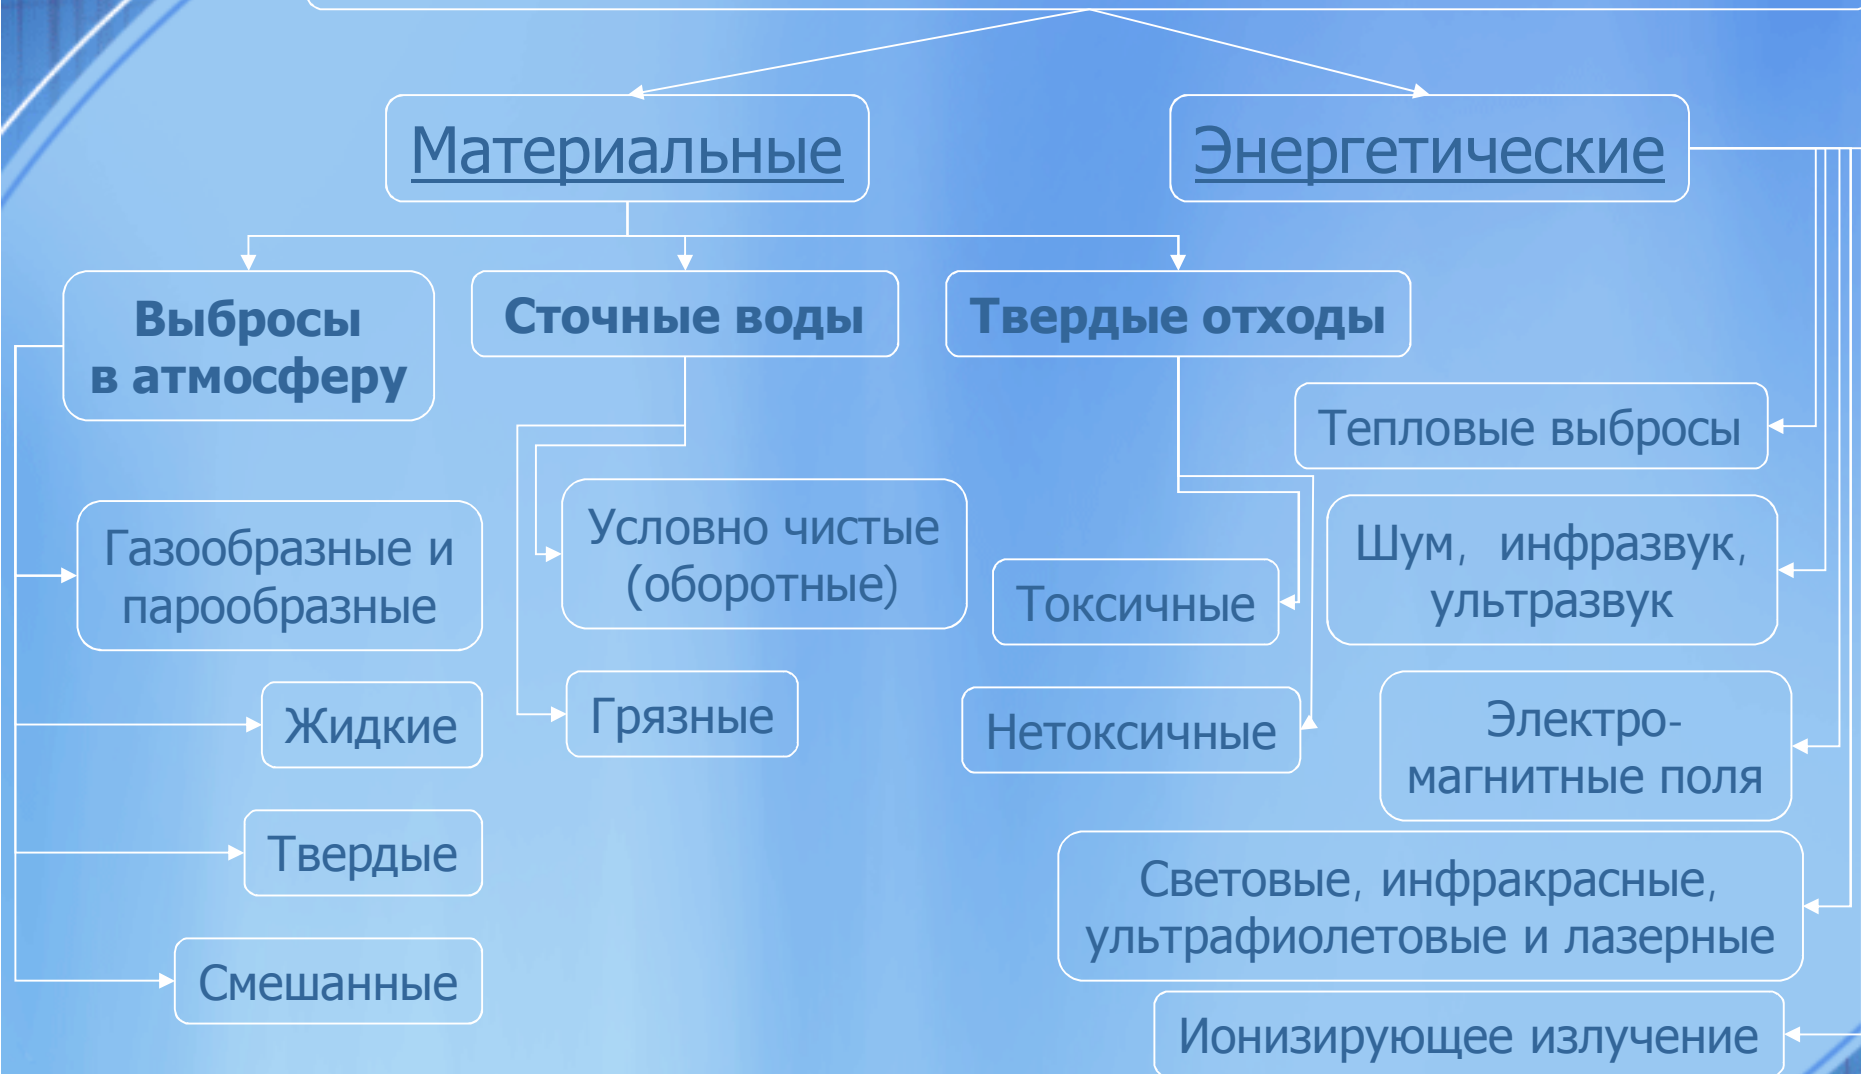 Материальные
Энергетические
Выбросы
в атмосферу
Сточные воды
Твердые отходы
Тепловые выбросы
Газообразные и
парообразные
Условно чистые
(оборотные)
Токсичные
Шум, инфразвук,
ультразвук
Жидкие
Грязные
Нетоксичные
Электро-
магнитные поля
Твердые
Световые, инфракрасные,
ультрафиолетовые и лазерные
Смешанные
Ионизирующее излучение